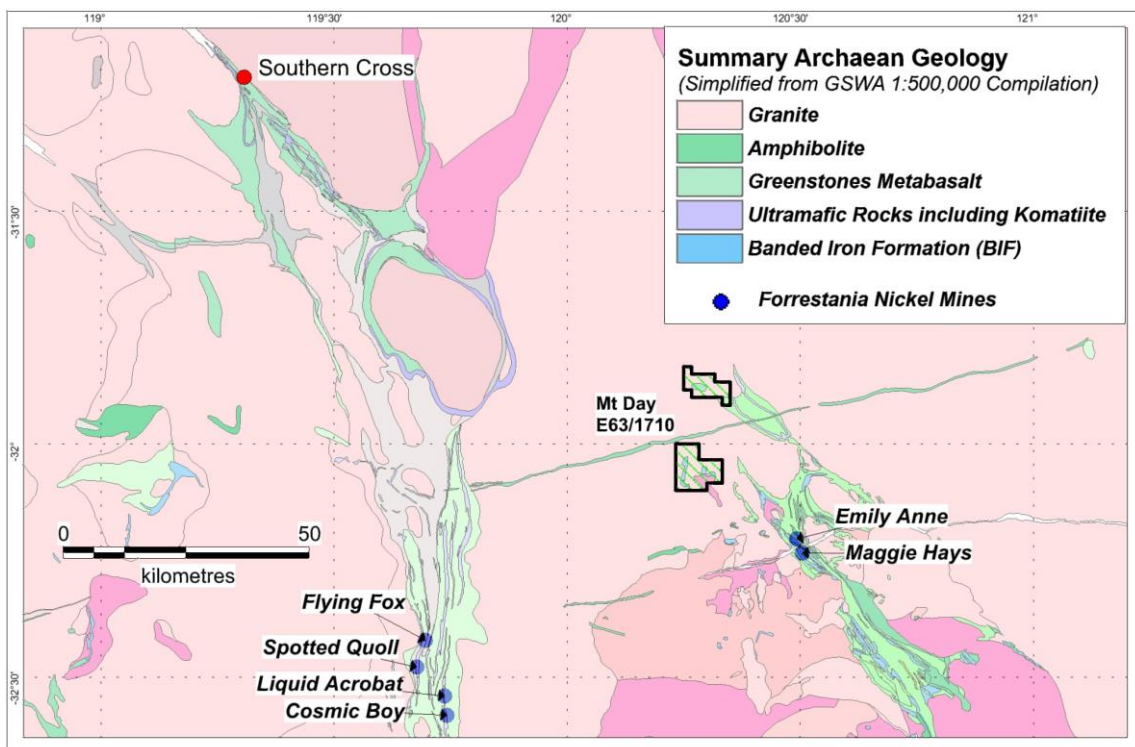 119°
119°30'
120°
120°30'
121°
Summary Archaean Geology
(Simplified from GSWA 1:500,000 Compilation)
Granite
Amphibolite
Greenstones Metabasalt
Ultramafic Rocks including Komatiite
Banded Iron Formation (BIF)
Forrestania Nickel Mines
Southern Cross
-31°30'
Mt Day
E63/1710
-32°
Emily Anne
Maggie Hays
0
50
kilometres
Flying Fox
Spotted Quoll
Liquid Acrobat
Cosmic Boy
-32°30'